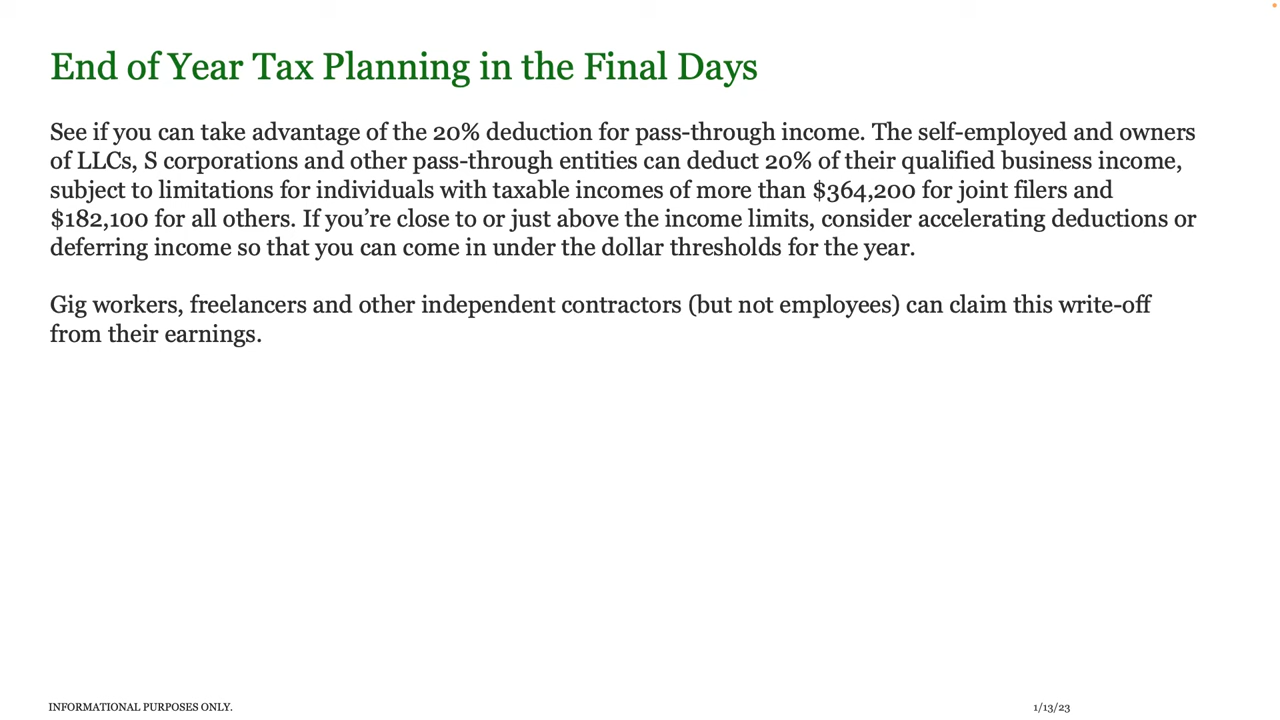 End of Year Tax Planning in the Final Days
See if you can take advantage of the 20% deduction for pass-through income. The self-employed and owners
of LLCs, S corporations and other pass-through entities can deduct 20% of their qualified business income,
subject to limitations for individuals with taxable incomes of more than $364,200 for joint filers and
$182,100 for all others. If you’re close to or just above the income limits, consider accelerating deductions or
deferring income so that you can come in under the dollar thresholds for the year.
Gig workers, freelancers and other independent contractors (but not employees) can claim this write-off
from their earnings.
INFORMATIONAL PURPOSES ONLY.
1/13/23